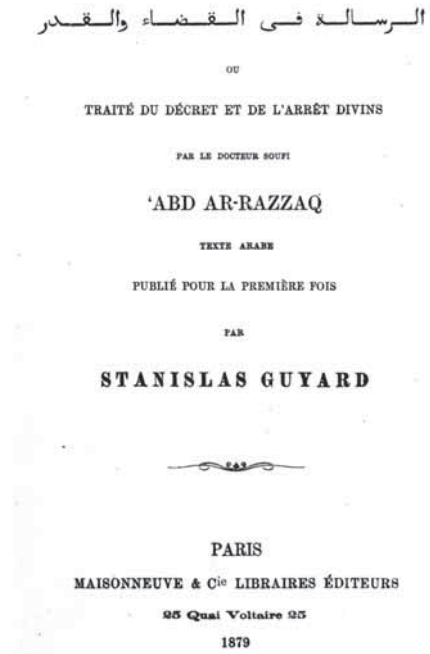 الرسالة فى القضاء والقدر
OU
TRAITÉ DU DÉCRET ET DE L'ARRÊT DIVINS
PAR LE DOCTEUR SOUFI
‘ABD AR-RAZZAQ
TEXTE ARABE
PUBLIÉ POUR LA PREMIÈRE FOIS
PAR
STANISLAS GUYARD
PARIS
MAISONNEUVE & Cie LIBRAIRES ÉDITEURS
25 Quai Voltaire 25
1879